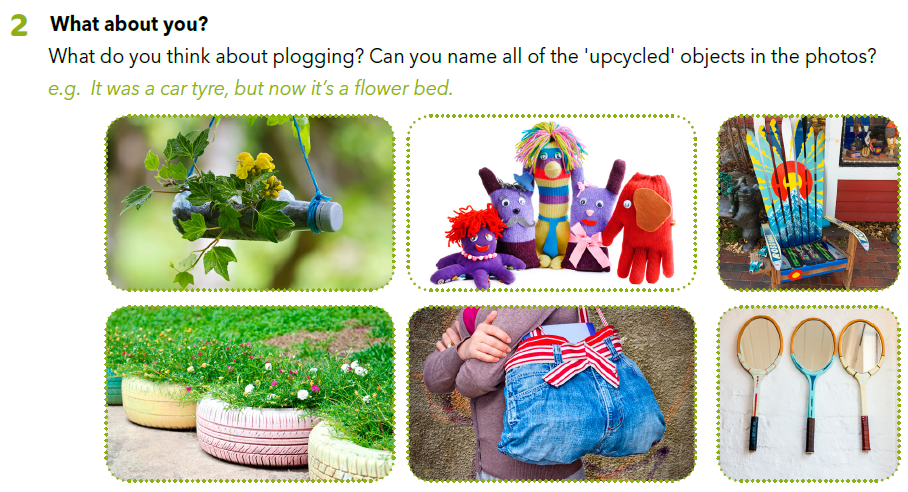 2 What about you?
What do you think about plogging? Can you name all of the 'upcycled' objects in the photos?
e.g. It was a car tyre, but now it's a flower bed.